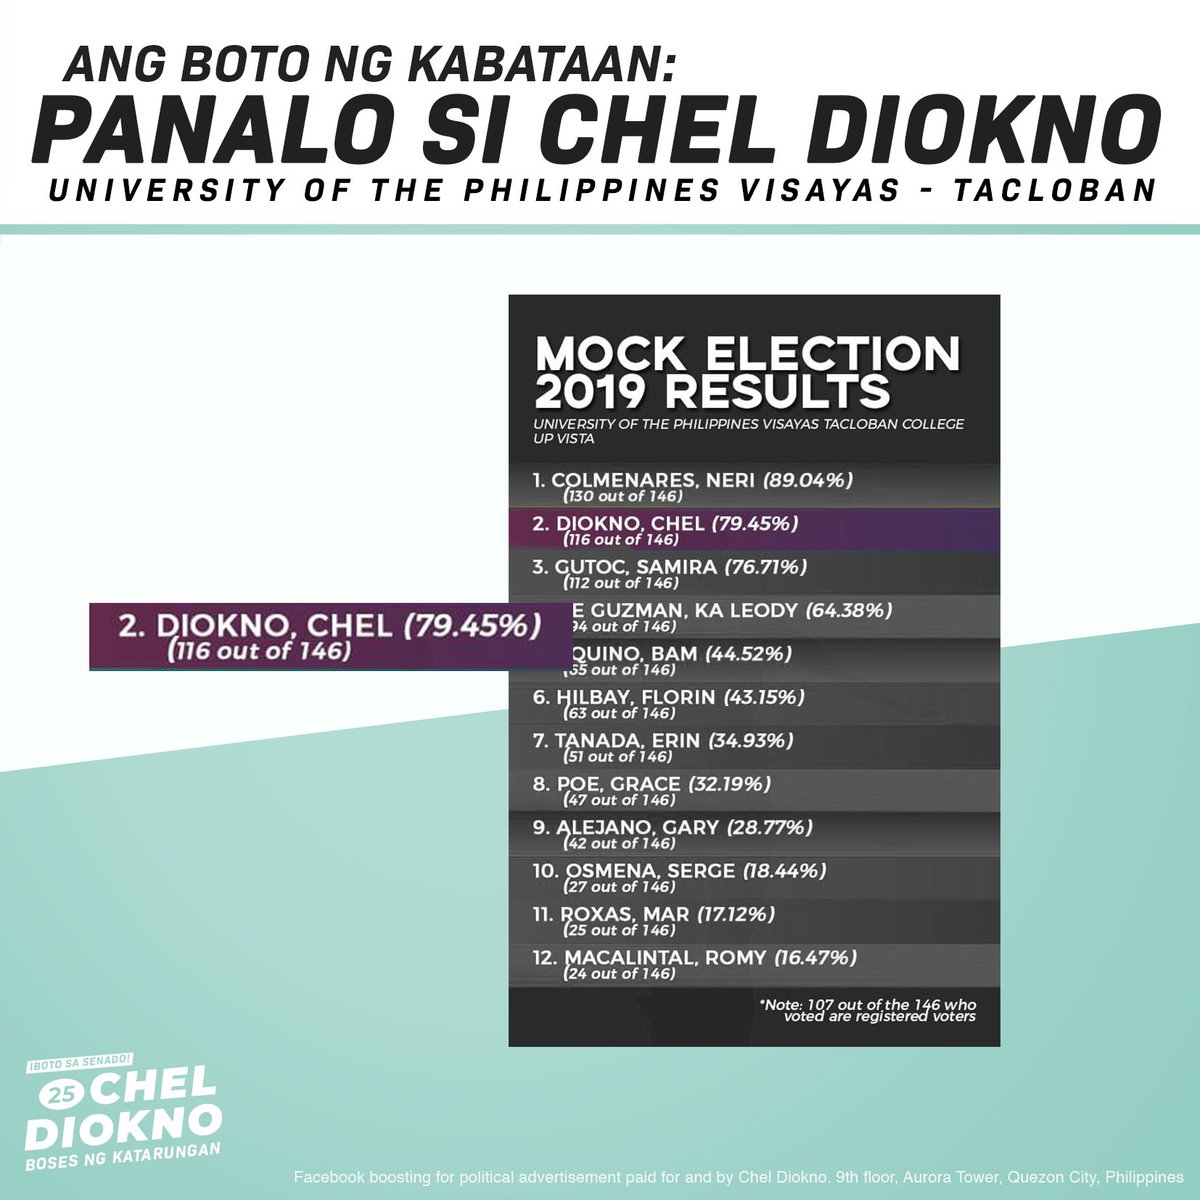 ANG BOTO NG KABATAAN:
PANALO SI CHEL DIOKNO
UNIVERSITY OF THE PHILIPPINES VISAYAS - TACLOBAN
MOCK ELECTION
2019 RESULTS
UNIVERSITY OF THE PHILIPPINES VISAYAS TACLOBAN COLLEGE
UP VISTA
1. COLMENARES, NERI (89.04%)
(130 out of 146)
2. DIOKNO, CHEL (79.45%)
(116 out of 146)
3. GUTOC, SAMIRA (76.71%)
(112 out of 146)
E GUZMAN, KA LEODY (64.38%)
94 out of 146)
2. DIOKNO, CHEL (79.45%)
(116 out of 146)
QUINO, BAM (44.52%)
65 out of 146)
6. HILBAY, FLORIN (43.15%)
(63 out of 146)
7. TANADA, ERIN (34.93%)
(51 out of 146)
8. POE, GRACE (32.19%)
(47 out of 146)
9. ALEJANO, GARY (28.77%)
(42 out of 146)
10. OSMENA, SERGE (18.44%)
(27 out of 146)
11. ROXAS, MAR (17.12%)
(25 out of 146)
12. MACALINTAL, ROMY (16.47%)
(24 out of 146)
*Note: 107 out of the 146 who
voted are registered voters
IBOTO SA SENADO!
25 CHEL
DIOKNO
BOSES NG KATARUNGAN
Facebook boosting for political advertisement paid for and by Chel Diokno. 9th floor, Aurora Tower, Quezon City, Philippines